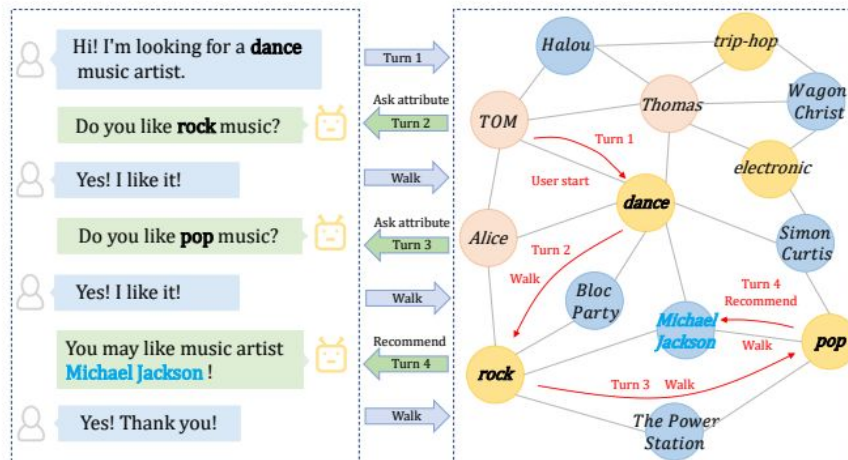 Hi! I'm looking for a dance
music artist.
Do you like rock music?
Yes! I like it!
Do you like pop music?
Yes! I like it!
You may like music artist
Michael Jackson !
Yes! Thank you!
Turn 1
Ask attribute
Turn 2
Walk
Ask attribute
Turn 3
Walk
Recommend
Turn 4
Walk
Halou
trip-hop
Wagon
Christ
Thomas
TOM
Turn 1
electronic
User start
dance
Alice
Simon
Curtis
Turn 2
Walk
Bloc
Party
Turn 4
Recommend
Michael
Jackson
Walk
pop
rock
Turn 3 Walk
The Power
Station